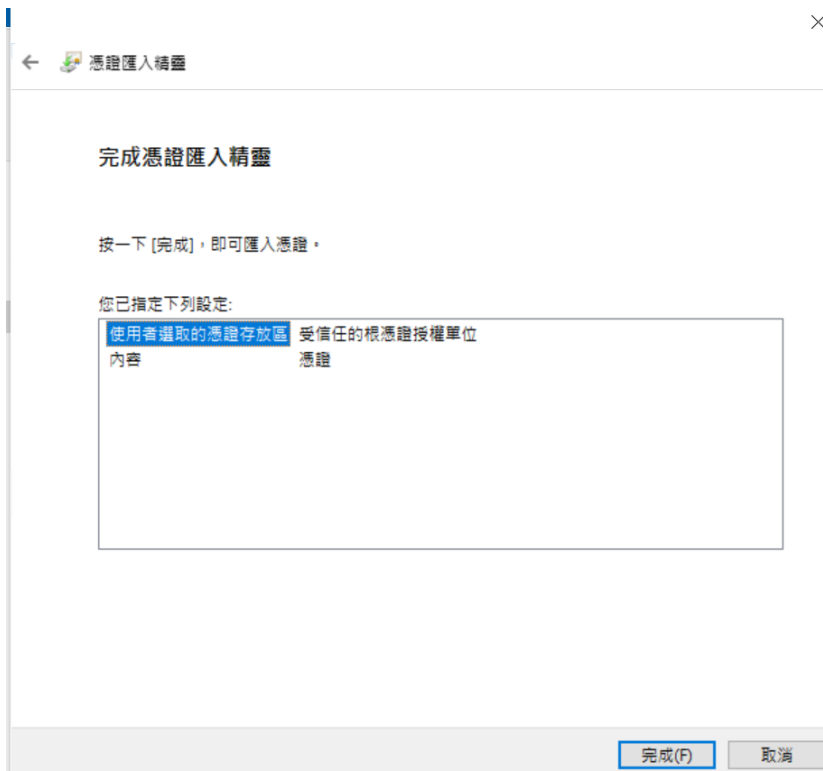 憑證匯入精靈
完成憑證匯入精靈
按一下 [完成]，即可匯入憑證。
您已指定下列設定:
使用者選取的憑證存放區 受信任的根憑證授權單位
內容 憑證
完成(F) 取消